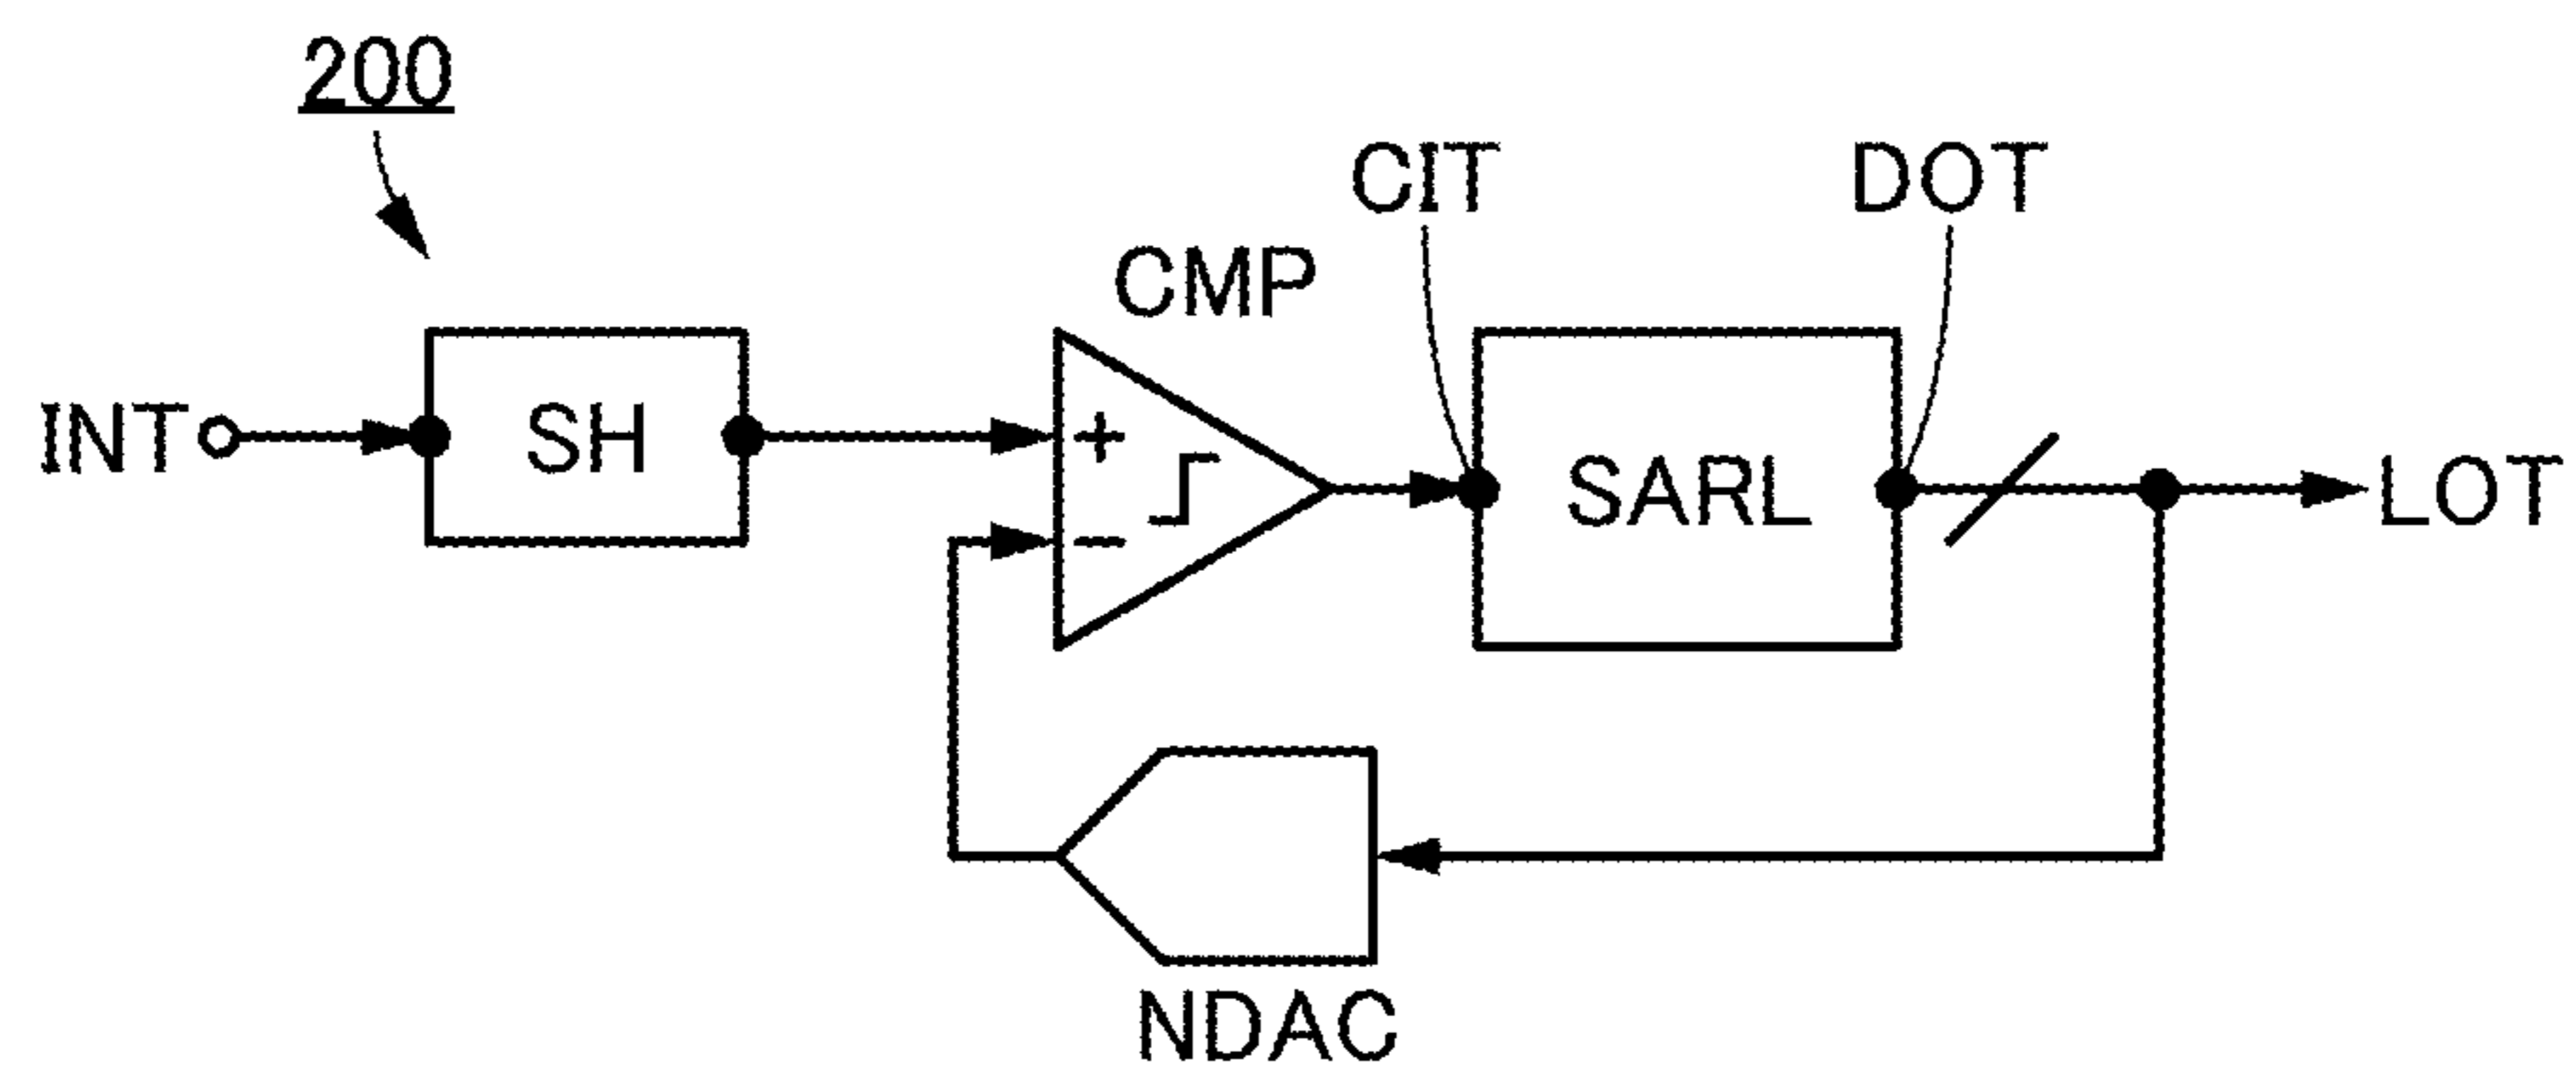 200
CIT
DOT
CMP
INT
SH
+
−
SARL
LOT
NDAC